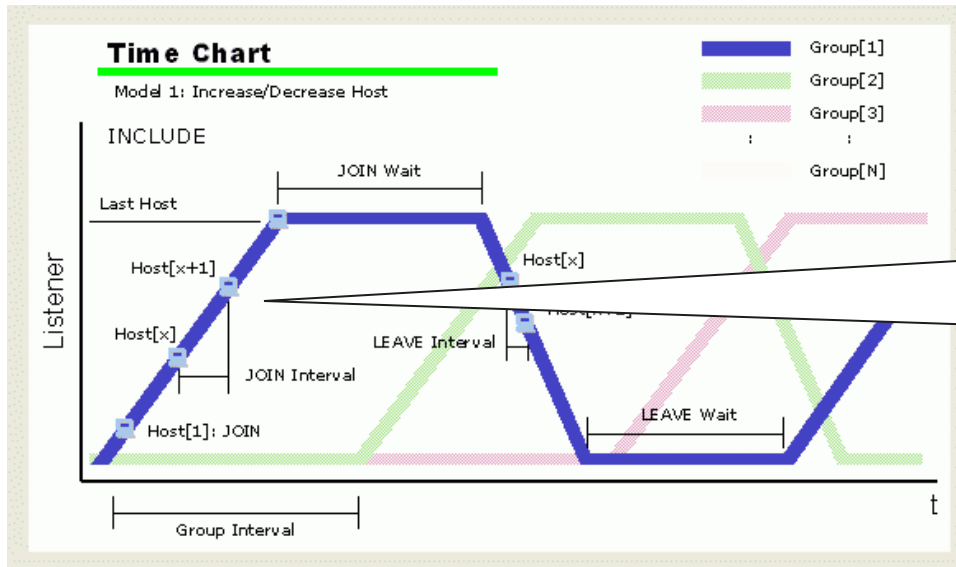 Time Chart
Model 1: Increase/Decrease Host
Group[1]
Group[2]
Group[3]
: :
Group[N]
INCLUDE
JOIN Wait
Last Host
Host[x+1]
Host[x]
Host[x]
LEAVE Interval
JOIN Interval
Host[1]: JOIN
LEAVE Wait
Listener
t
Group Interval